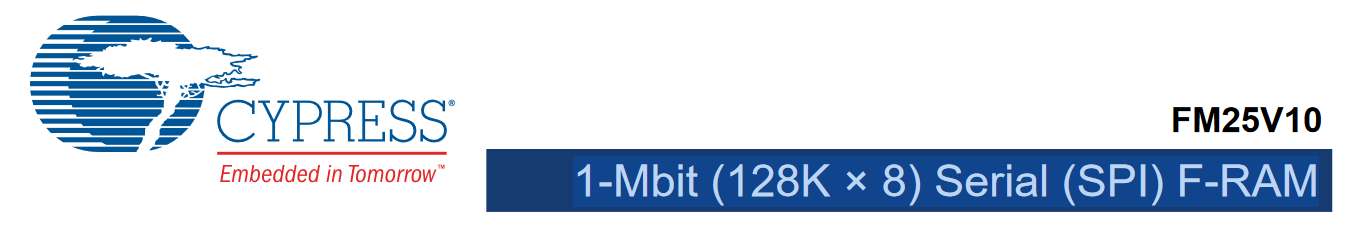 CYPRESS®
Embedded in Tomorrow™
FM25V10
1-Mbit (128K × 8) Serial (SPI) F-RAM